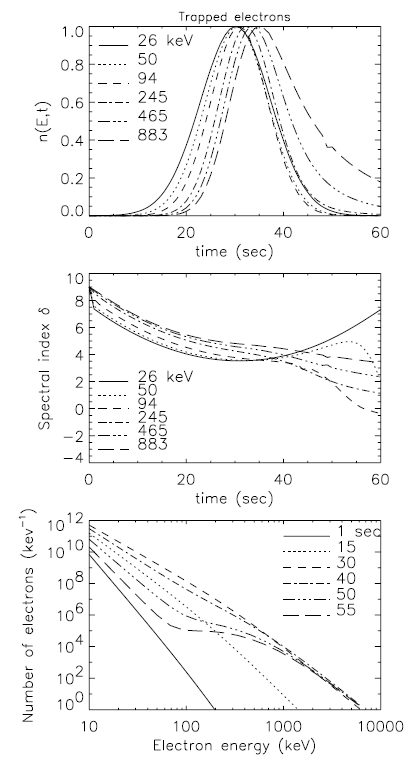 Trapped electrons
1.0
0.8
0.6
0.4
0.2
0.0
n(E,t)
26 keV
50
94
245
465
883
0 20 40 60
time (sec)
10
8
6
4
2
0
−2
−4
Spectral index δ
26 keV
50
94
245
465
883
0 20 40 60
time (sec)
10^12
10^10
10^8
10^6
10^4
10^2
10^0
Number of electrons (kev^-1)
1 sec
15
30
40
50
55
10 100 1000 10000
Electron energy (keV)